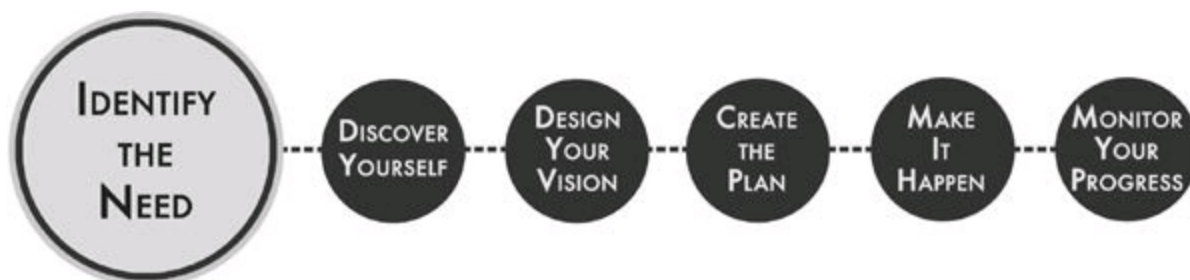 Identify
the
Need
Discover
Yourself
Design
Your
Vision
Create
the
Plan
Make
It
Happen
Monitor
Your
Progress